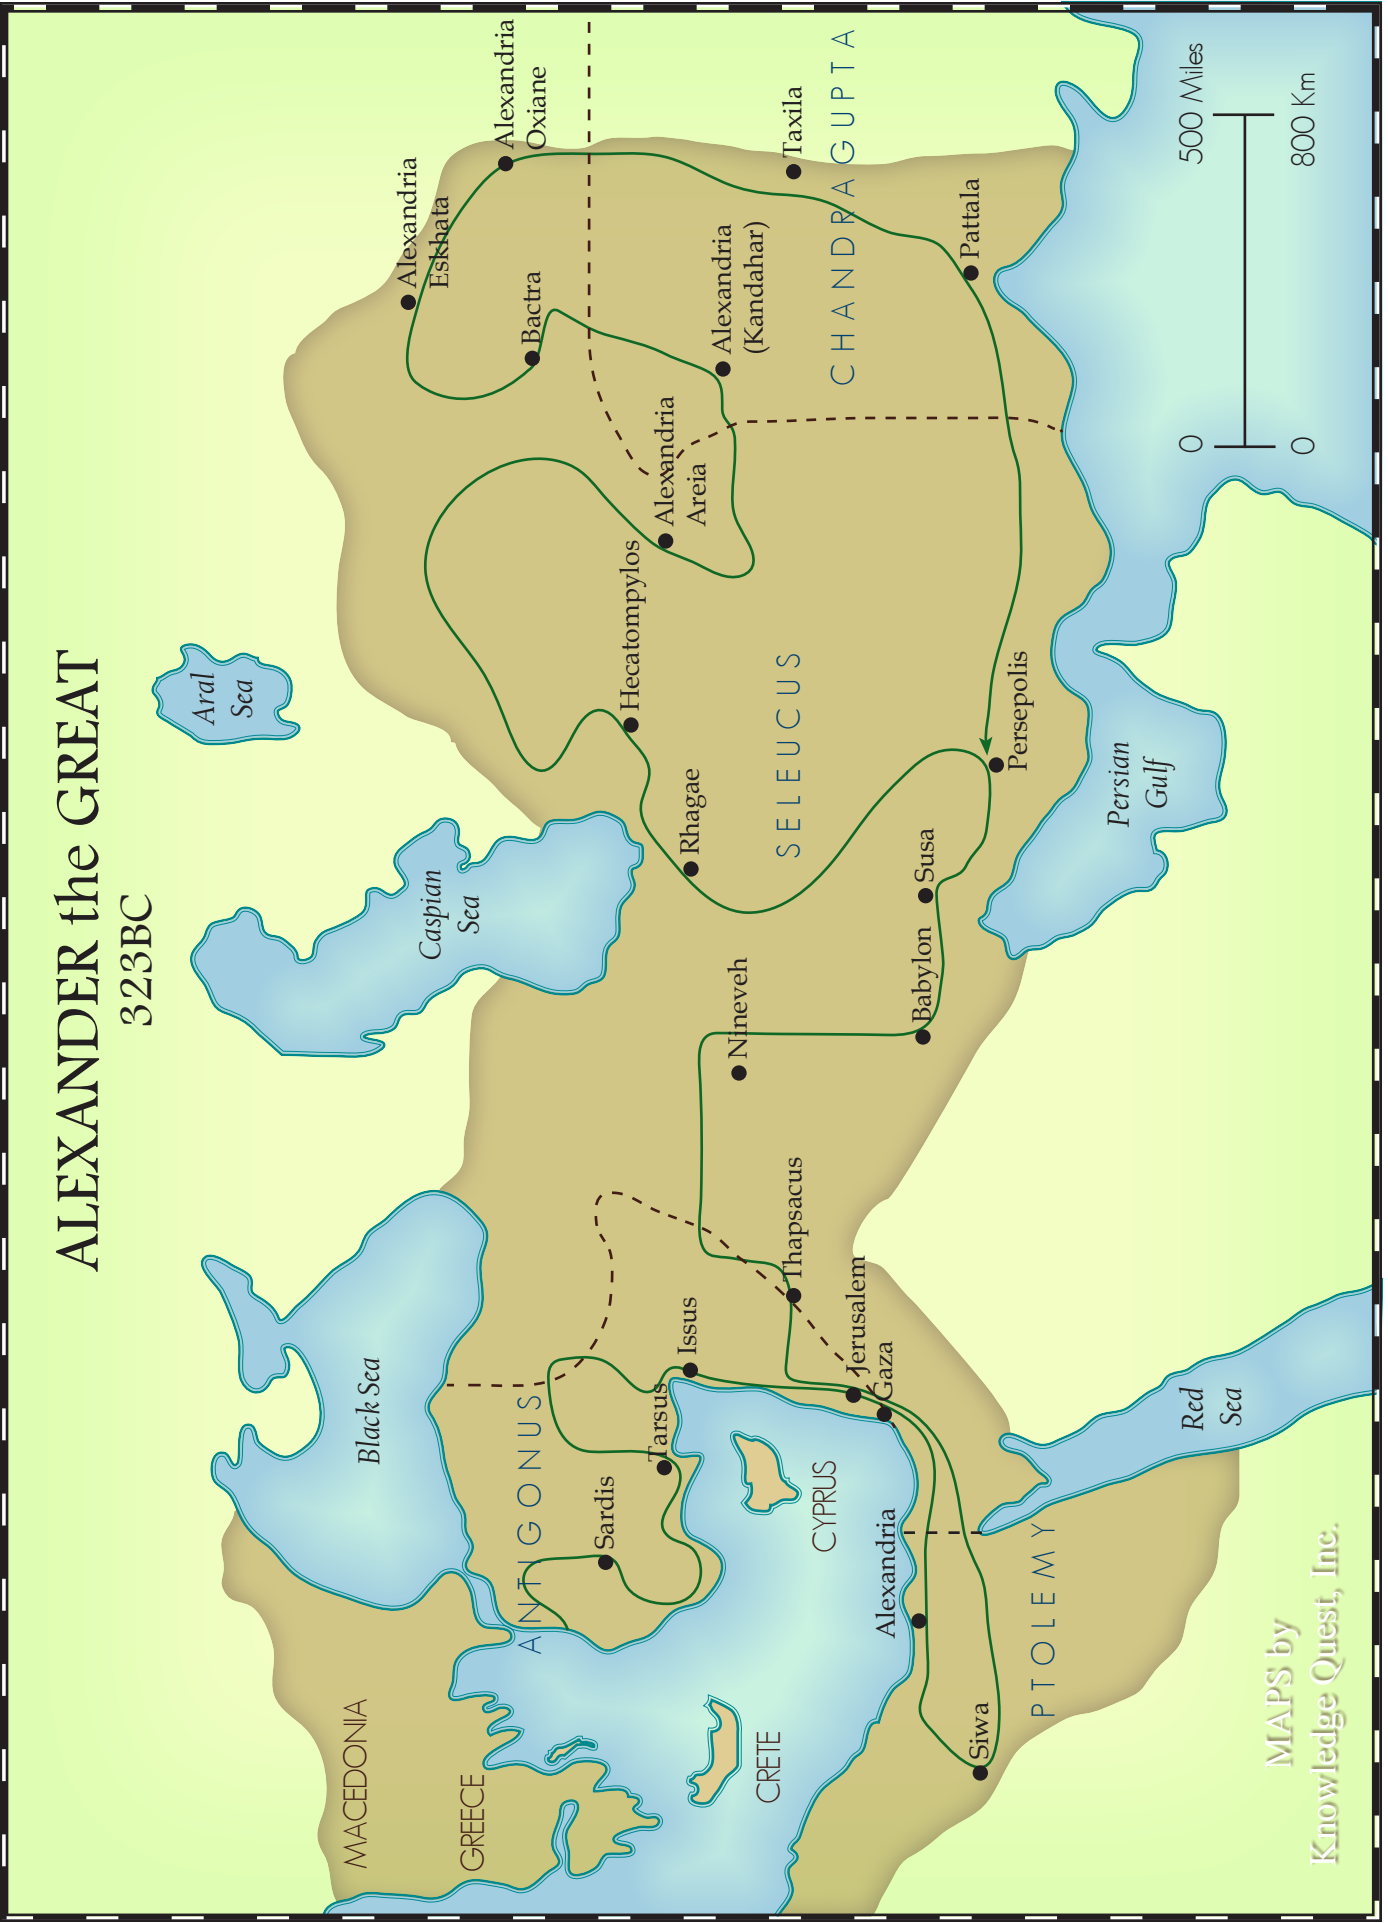 ALEXANDER the GREAT
323BC
Aral
Sea
Caspian
Sea
Black Sea
MACEDONIA
GREECE
ANTIGONUS
Sardis
Tarsus
Issus
CYPRUS
CRETE
Thapsacus
Jerusalem
Gaza
Alexandria
Siwa
PTOLEMY
Red
Sea
Nineveh
Babylon
Susa
Persepolis
Persian
Gulf
SELEUCUS
Rhagae
Hecatompylos
Alexandria
Areia
Bactra
Alexandria
Eskhata
Alexandria
Oxiane
Alexandria
(Kandahar)
Taxila
CHANDRAGUPTA
Pattala
0 500 Miles
0 800 Km
MAPS by
Knowledge Quest, Inc.